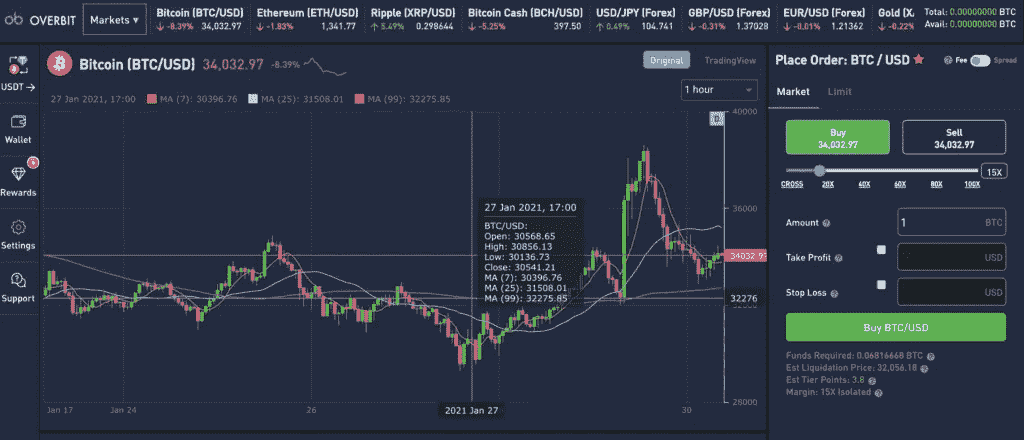 OVERBIT
Markets
Bitcoin (BTC/USD) -8.39% 34,032.97
Ethereum (ETH/USD) -1.83% 1,341.77
Ripple (XRP/USD) 5.49% 0.298644
Bitcoin Cash (BCH/USD) -5.25% 397.50
USD/JPY (Forex) 0.49% 104.741
GBP/USD (Forex) -0.31% 1.37028
EUR/USD (Forex) -0.01% 1.21362
Gold (X -0.22%
Total: 0.00000000 BTC
Avail: 0.00000000 BTC
USDT
Wallet
Rewards
Settings
Support
Bitcoin (BTC/USD) 34,032.97 -8.39%
Original
TradingView
27 Jan 2021, 17:00 MA (7): 30396.76 MA (25): 31508.01 MA (99): 32275.85
1 hour
40000
36000
34032.97
32276
28000
27 Jan 2021, 17:00
BTC/USD:
Open: 30568.65
High: 30856.13
Low: 30136.73
Close: 30541.21
MA (7): 30396.76
MA (25): 31508.01
MA (99): 32275.85
Jan 17
Jan 24
26
2021 Jan 27
30
Place Order: BTC / USD
Fee
Spread
Market
Limit
Buy
34,032.97
Sell
34,032.97
15X
CROSS 20X 40X 60X 80X 100X
Amount 1 BTC
Take Profit USD
Stop Loss USD
Buy BTC/USD
Funds Required: 0.06816668 BTC
Est Liquidation Price: 32,056.18
Est Tier Points: 3.8
Margin: 15X Isolated